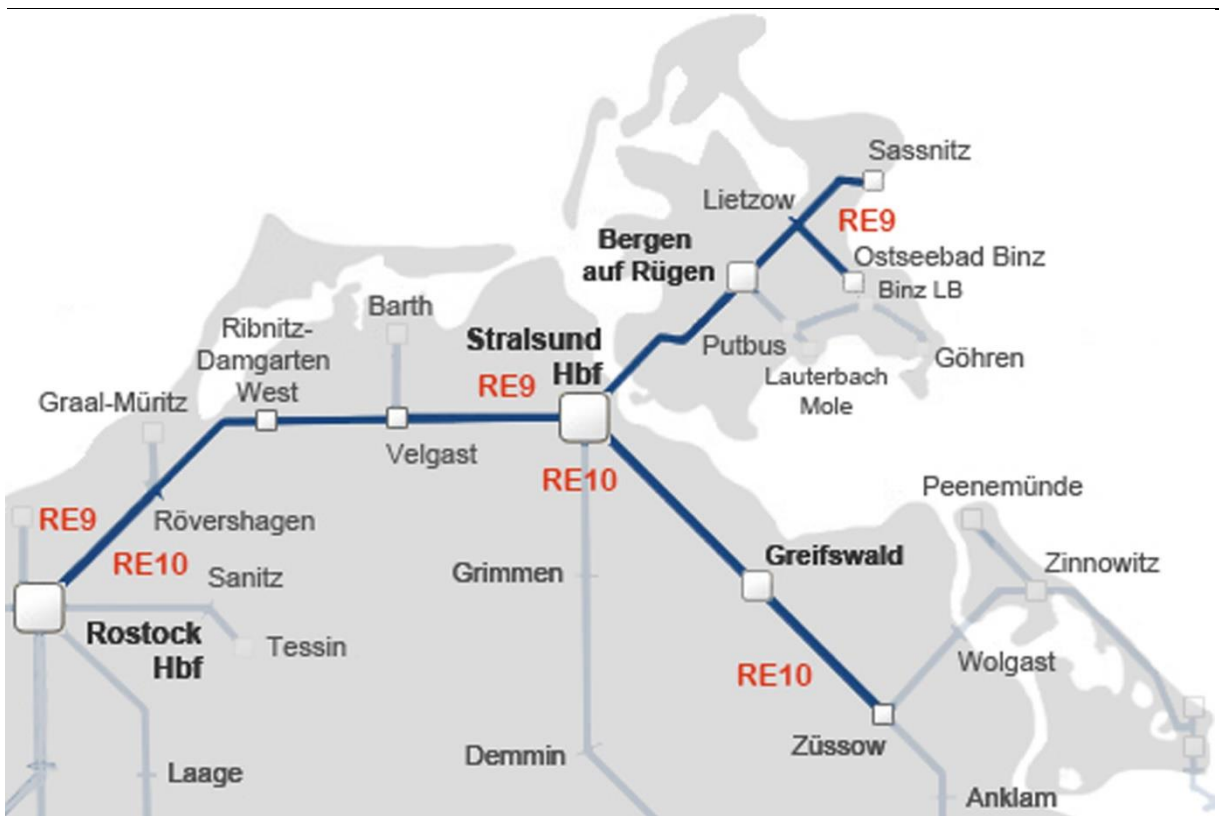 Sassnitz
Lietzow
RE9
Bergen
auf Rügen
Ostseebad Binz
Binz LB
Barth
Ribnitz-
Damgarten
West
Stralsund
Hbf
RE9
Putbus
Göhren
Lauterbach
Mole
Graal-Müritz
Velgast
RE10
Peenemünde
RE9
Rövershagen
RE10
Sanitz
Grimmen
Greifswald
Zinnowitz
Rostock
Hbf
Tessin
RE10
Wolgast
Züssow
Demmin
Laage
Anklam